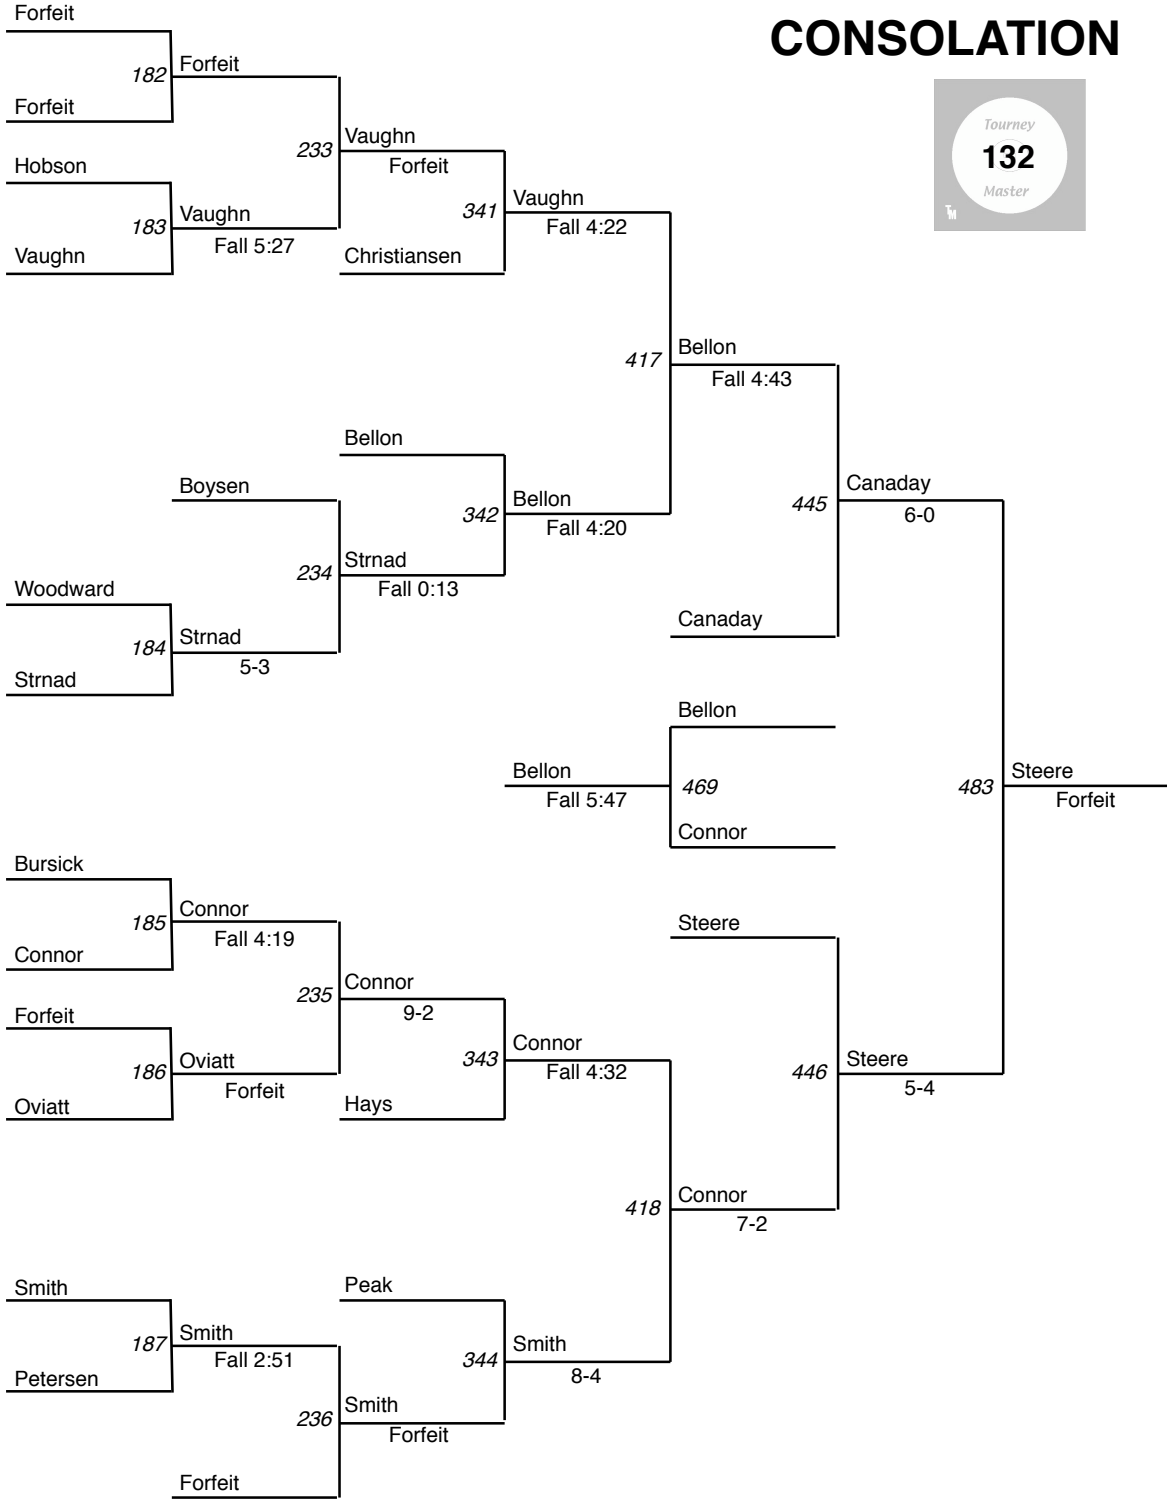 Forfeit
CONSOLATION
182
Forfeit
Forfeit
Tourney
132
Master
TM
Hobson
233
Vaughn
Forfeit
183
Vaughn
Fall 5:27
341
Vaughn
Fall 4:22
Vaughn
Christiansen
417
Bellon
Fall 4:43
Bellon
Boysen
342
Bellon
Fall 4:20
445
Canaday
6-0
234
Strnad
Fall 0:13
Woodward
184
Strnad
5-3
Canaday
Strnad
Bellon
Bellon
Fall 5:47
469
483
Steere
Forfeit
Connor
Bursick
185
Connor
Fall 4:19
Steere
Connor
235
Connor
9-2
Forfeit
186
Oviatt
Forfeit
343
Connor
Fall 4:32
446
Steere
5-4
Oviatt
Hays
418
Connor
7-2
Smith
Peak
187
Smith
Fall 2:51
344
Smith
8-4
Petersen
236
Smith
Forfeit
Forfeit